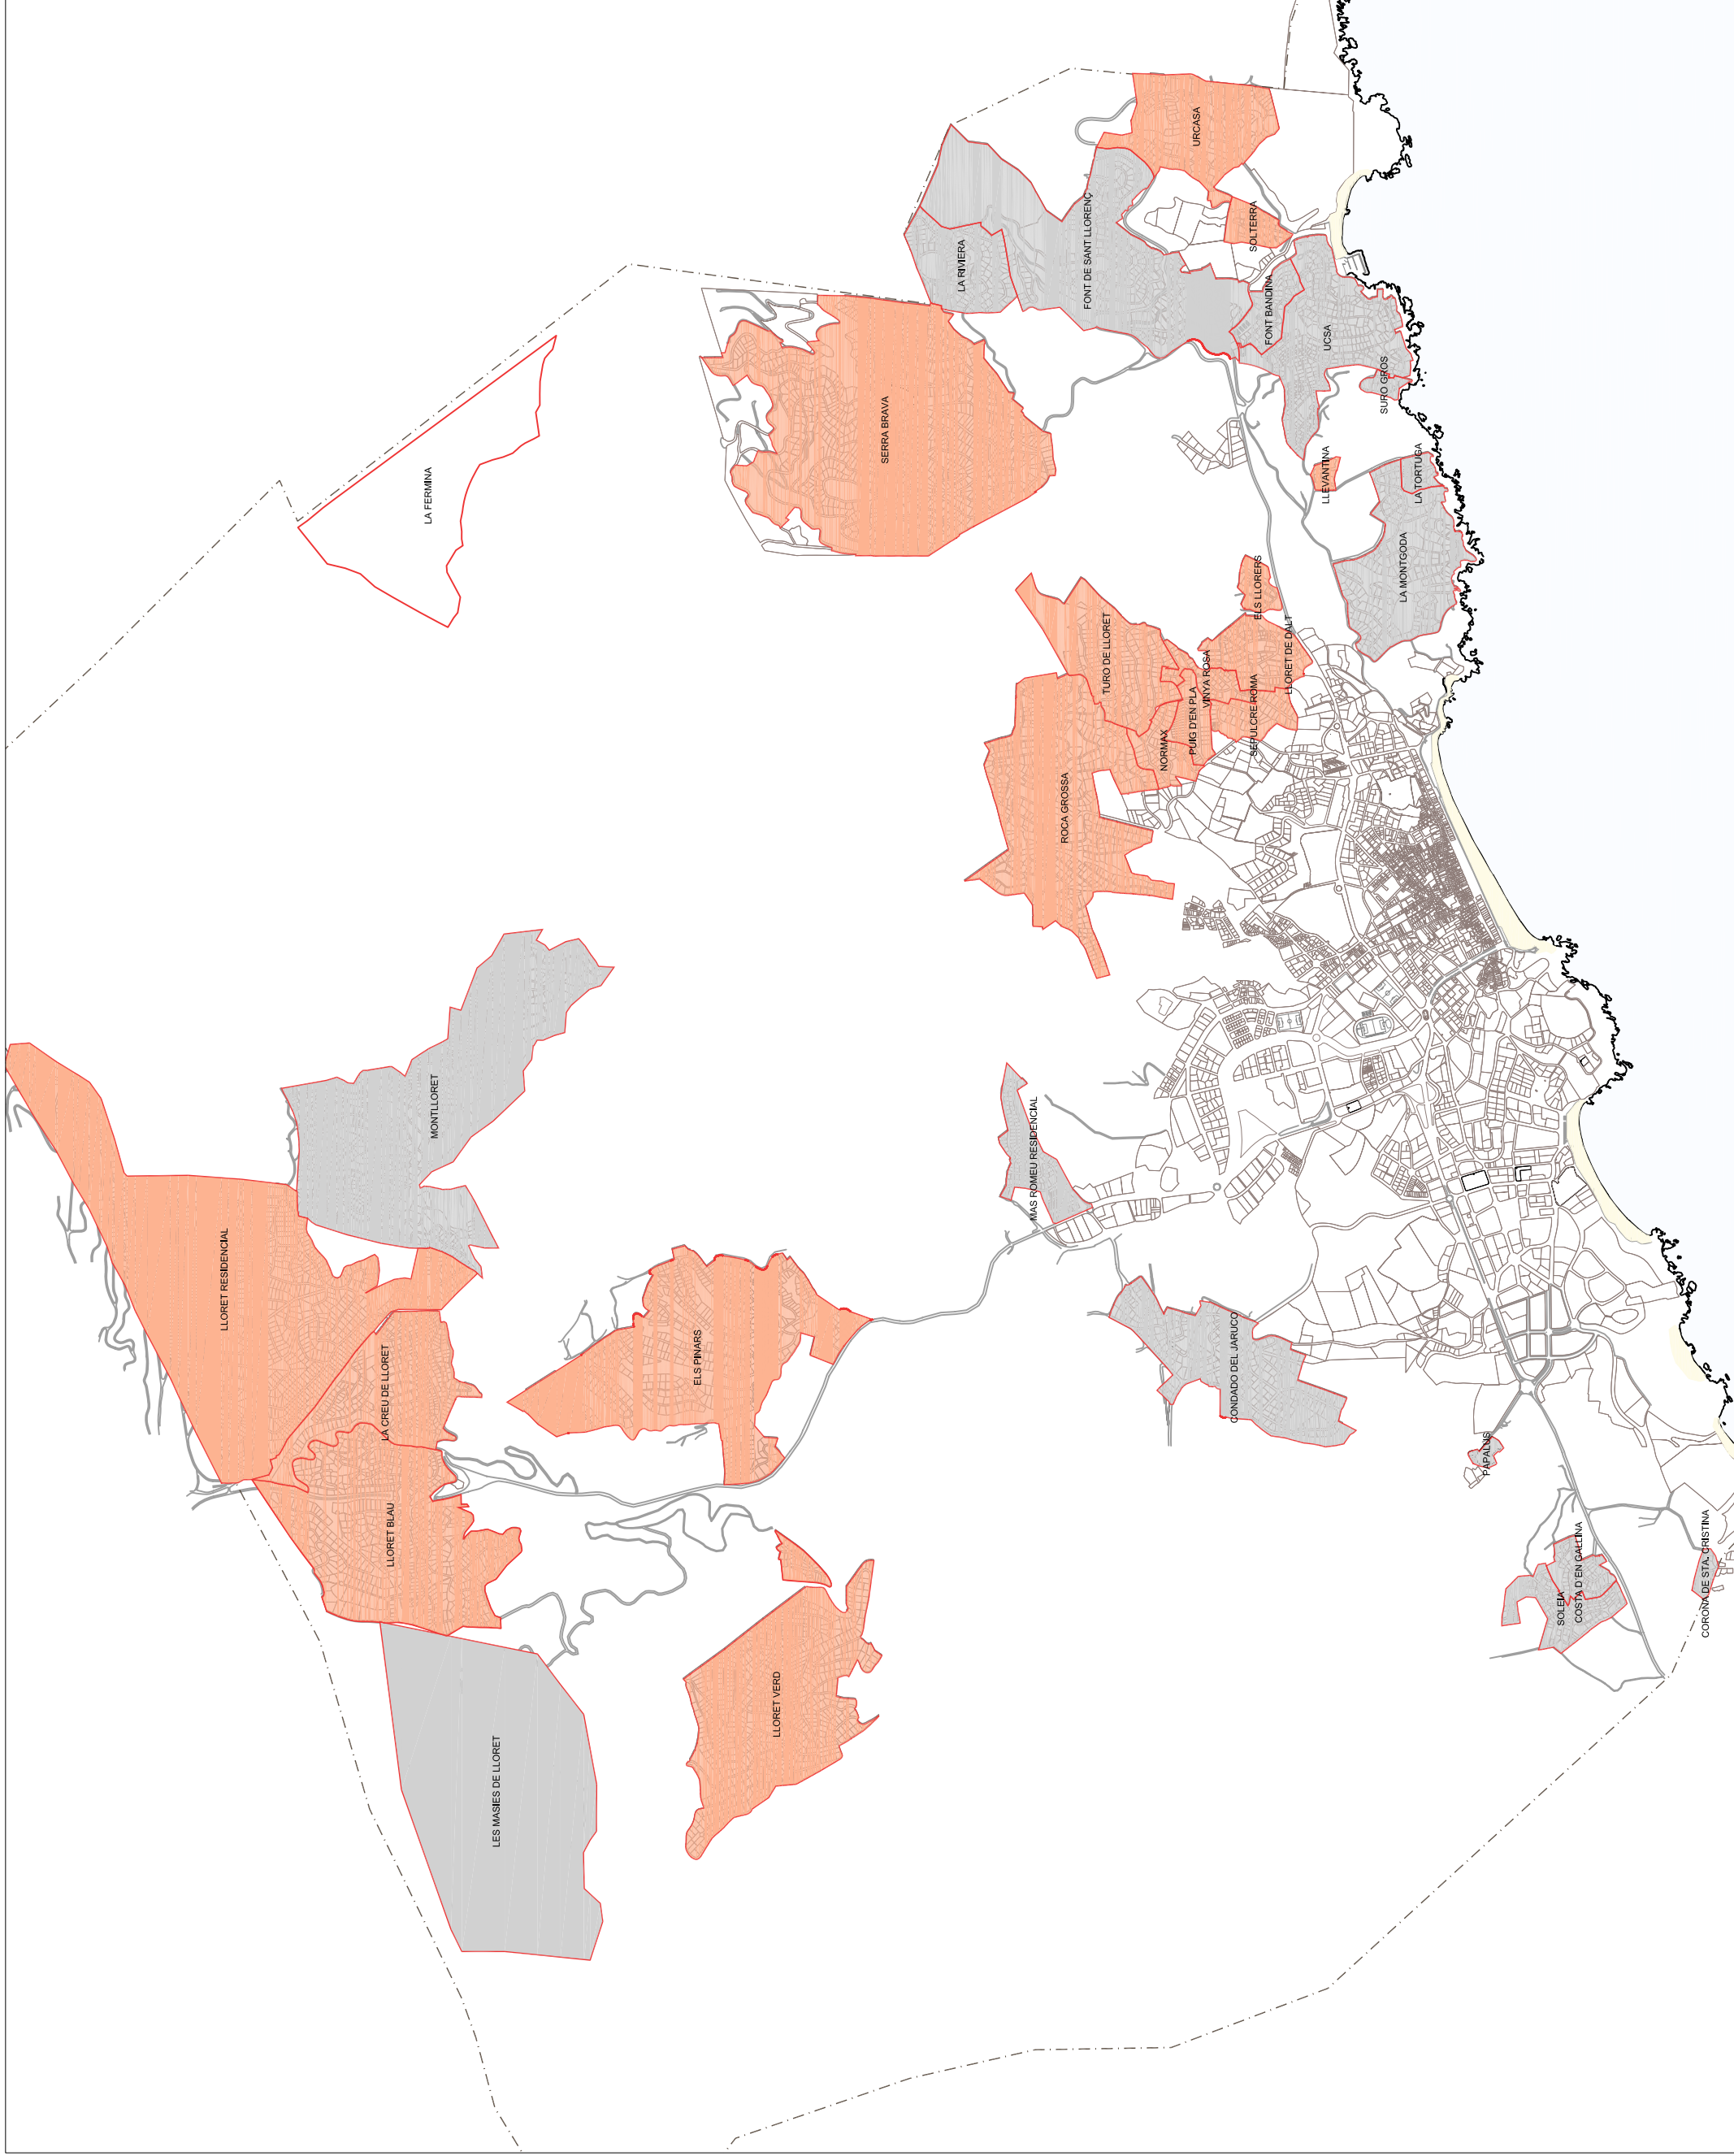 URCASA
SOLTERRA
LA RIVIERA
FONT DE SANT LLORENÇ
FONT BANDINA
UCSA
SURO GROS
SERRA BRAVA
LA FERMINA
LLEVANTINA
LA TORTUGA
LA MONTGODA
ELS LLORERS
LLORET DE DALT
TURO DE LLORET
VINYA ROSA
SEPULCRE ROMA
PUIG D'EN PLA
NORMAX
ROCA GROSSA
MONTLLORET
MAS ROMEU RESIDENCIAL
LLORET RESIDENCIAL
ELS PINARS
LA CREU DE LLORET
CONDADO DEL JARUCO
PAPALUS
LLORET BLAU
COSTA D'EN GALLINA
SOLEIA
CORONA DE STA. CRISTINA
LLORET VERD
LES MASIES DE LLORET